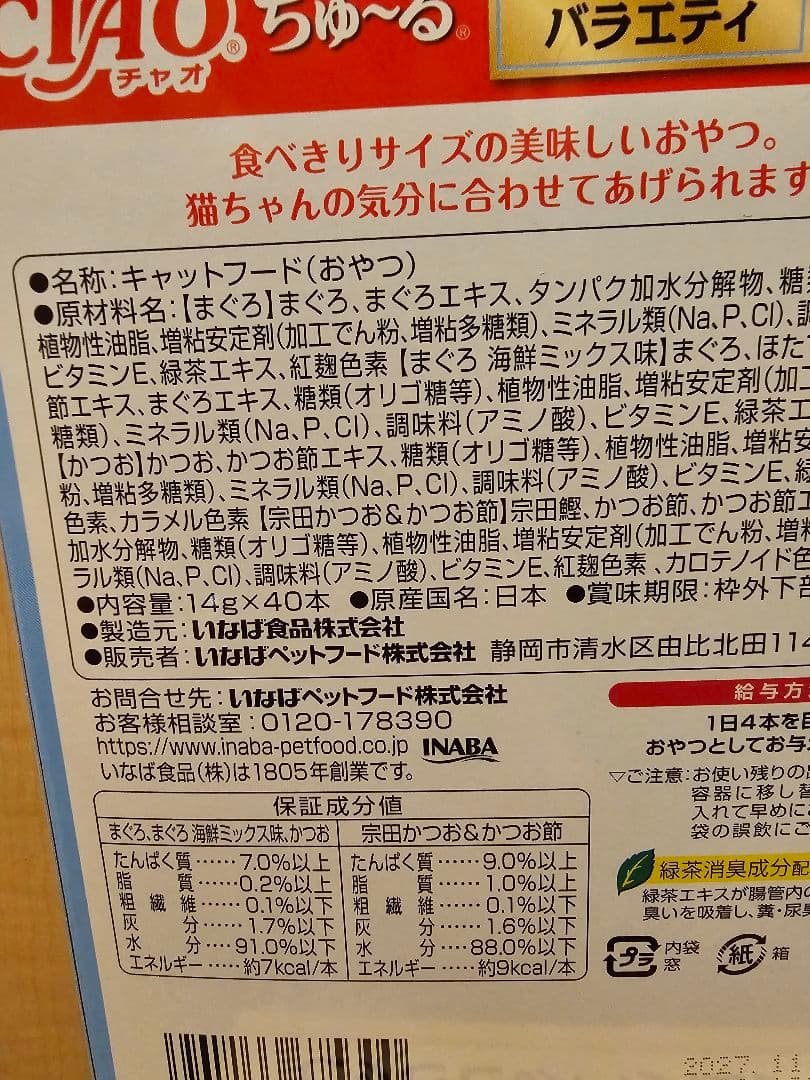 CIAO® ちゅ〜る®
チャオ
バラエティ
食べきりサイズの美味しいおやつ。
猫ちゃんの気分に合わせてあげられます
●名称：キャットフード（おやつ）
●原材料名：【まぐろ】まぐろ、まぐろエキス、タンパク加水分解物、糖
植物性油脂、増粘安定剤（加工でん粉、増粘多糖類）、ミネラル類（Na、P、Cl）、調
ビタミンE、緑茶エキス、紅麹色素【まぐろ 海鮮ミックス味】まぐろ、ほた
節エキス、まぐろエキス、糖類（オリゴ糖等）、植物性油脂、増粘安定剤（加工
糖類）、ミネラル類（Na、P、Cl）、調味料（アミノ酸）、ビタミンE、緑茶エ
【かつお】かつお、かつお節エキス、糖類（オリゴ糖等）、植物性油脂、増粘安
粉、増粘多糖類）、ミネラル類（Na、P、Cl）、調味料（アミノ酸）、ビタミンE、緑
色素、カラメル色素【宗田かつお&かつお節】宗田鰹、かつお節、かつお節エ
加水分解物、糖類（オリゴ糖等）、植物性油脂、増粘安定剤（加工でん粉、増
ラル類（Na、P、Cl）、調味料（アミノ酸）、ビタミンE、紅麹色素、カロテノイド色
●内容量：14g×40本 ●原産国名：日本 ●賞味期限：枠外下部
●製造元：いなば食品株式会社
●販売者：いなばペットフード株式会社 静岡市清水区由比北田114
お問合せ先：いなばペットフード株式会社
お客様相談室：0120-178390
https://www.inaba-petfood.co.jp INABA
いなば食品（株）は1805年創業です。
給与方
1日4本を目
おやつとしてお与
▽ご注意：お使い残りの
容器に移し替
入れて早めに
袋の誤飲にご
保証成分値
まぐろ、まぐろ 海鮮ミックス味、かつお
たんぱく質……7.0%以上
脂質……0.2%以上
粗繊維……0.1%以下
灰分……1.7%以下
水分……91.0%以下
エネルギー……約7kcal/本
宗田かつお&かつお節
たんぱく質……9.0%以上
脂質……1.0%以上
粗繊維……0.1%以下
灰分……1.6%以下
水分……88.0%以下
エネルギー……約9kcal/本
緑茶消臭成分配
緑茶エキスが腸管内の
臭いを吸着し、糞・尿臭
プラ 内袋 窓
紙 箱
2027. 11